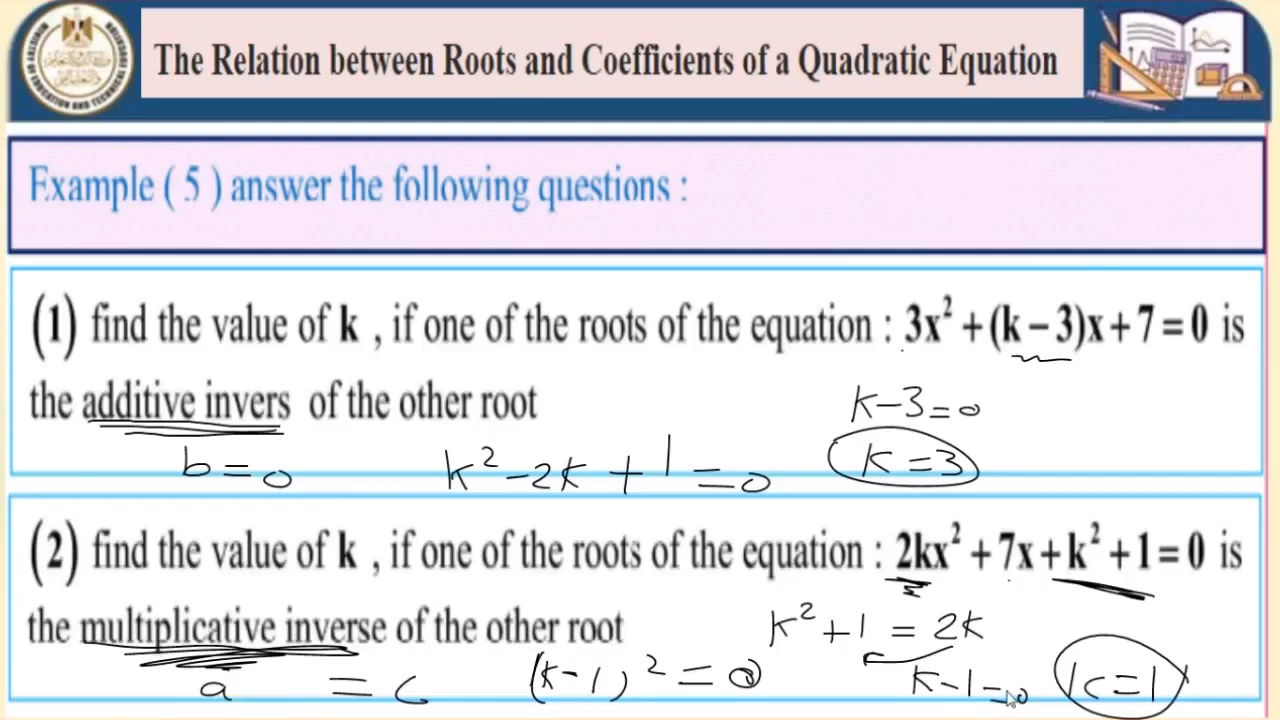 The Relation between Roots and Coefficients of a Quadratic Equation
Example ( 5 ) answer the following questions :
(1) find the value of k , if one of the roots of the equation : 3x² + (k − 3)x + 7 = 0 is
the additive invers of the other root
k − 3 = 0
b = 0
k² − 2k + 1 = 0
k = 3
(2) find the value of k , if one of the roots of the equation : 2kx² + 7x + k² + 1 = 0 is
the multiplicative inverse of the other root
k² + 1 = 2k
a = c
(k − 1)² = 0
k − 1 = 0
k = 1